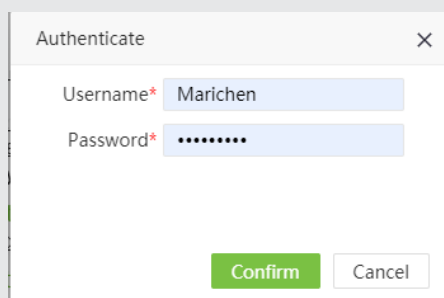 Authenticate
Username* Marichen
Password* •••••••••
Confirm Cancel